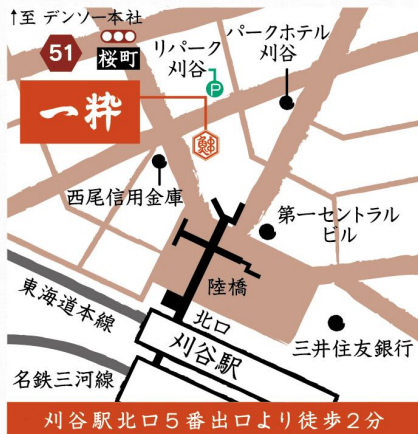 ↑至 デンソー本社
51
桜町
リパーク
刈谷
P
パークホテル
刈谷
一粋
西尾信用金庫
第一セントラル
ビル
陸橋
東海道本線
北口
刈谷駅
三井住友銀行
名鉄三河線
刈谷駅北口5番出口より徒歩2分